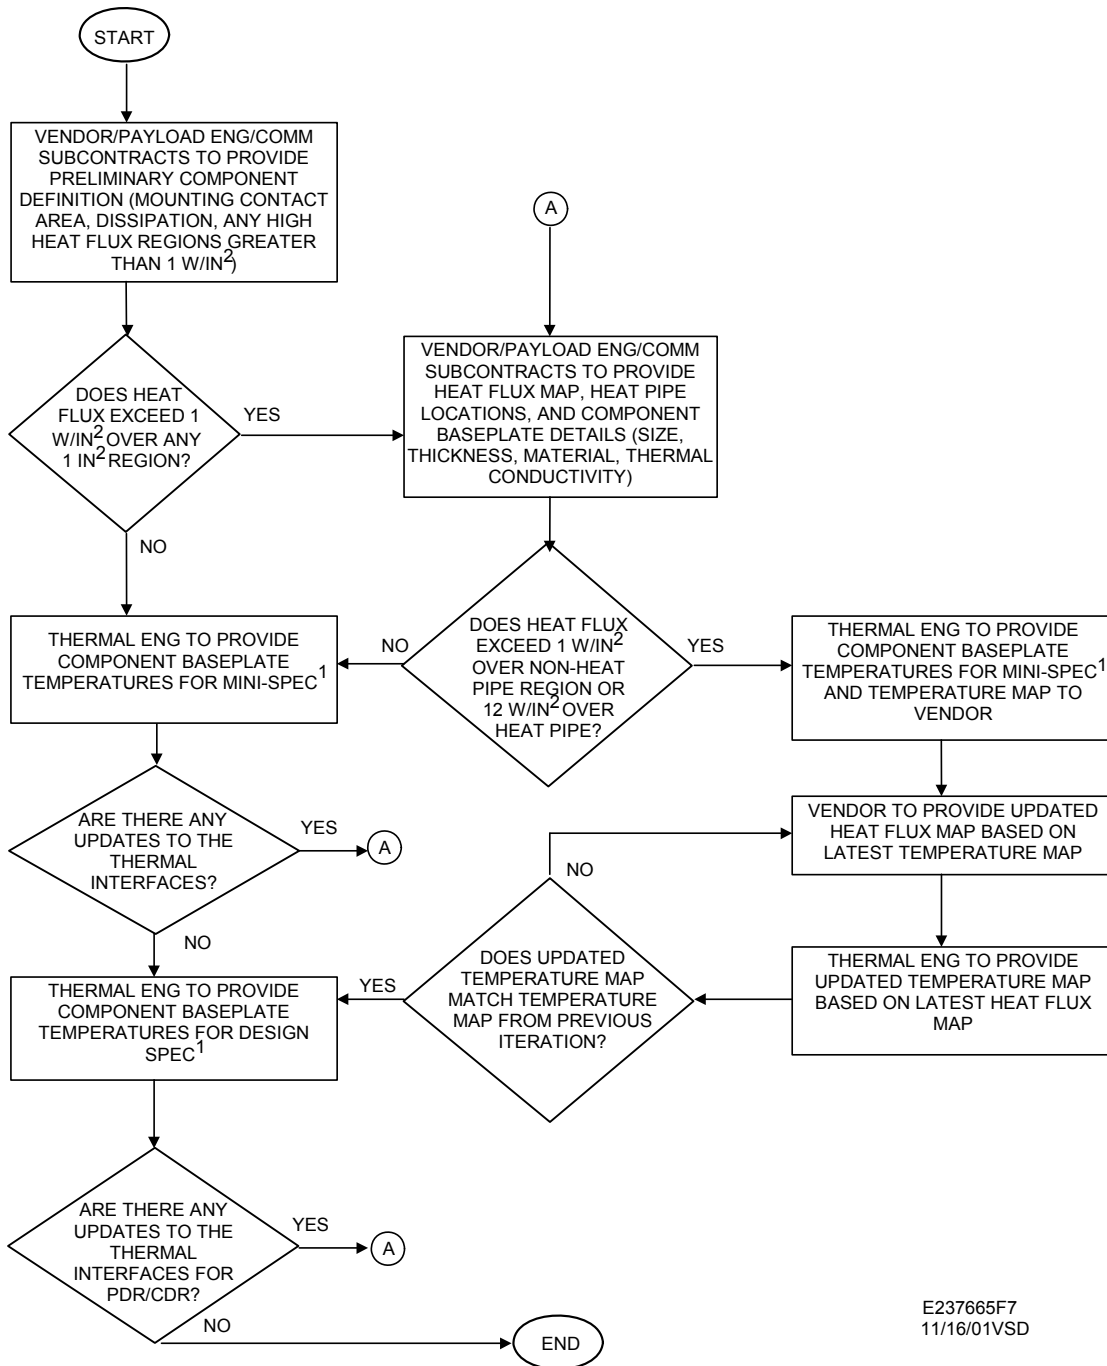 START
VENDOR/PAYLOAD ENG/COMM
SUBCONTRACTS TO PROVIDE
PRELIMINARY COMPONENT
DEFINITION (MOUNTING CONTACT
AREA, DISSIPATION, ANY HIGH
HEAT FLUX REGIONS GREATER
THAN 1 W/IN²)
DOES HEAT
FLUX EXCEED 1
W/IN² OVER ANY
1 IN² REGION?
YES
NO
A
VENDOR/PAYLOAD ENG/COMM
SUBCONTRACTS TO PROVIDE
HEAT FLUX MAP, HEAT PIPE
LOCATIONS, AND COMPONENT
BASEPLATE DETAILS (SIZE,
THICKNESS, MATERIAL, THERMAL
CONDUCTIVITY)
THERMAL ENG TO PROVIDE
COMPONENT BASEPLATE
TEMPERATURES FOR MINI-SPEC¹
NO
DOES HEAT FLUX
EXCEED 1 W/IN²
OVER NON-HEAT
PIPE REGION OR
12 W/IN² OVER
HEAT PIPE?
YES
THERMAL ENG TO PROVIDE
COMPONENT BASEPLATE
TEMPERATURES FOR MINI-SPEC¹
AND TEMPERATURE MAP TO
VENDOR
ARE THERE ANY
UPDATES TO THE
THERMAL
INTERFACES?
YES
A
NO
VENDOR TO PROVIDE UPDATED
HEAT FLUX MAP BASED ON
LATEST TEMPERATURE MAP
NO
THERMAL ENG TO PROVIDE
COMPONENT BASEPLATE
TEMPERATURES FOR DESIGN
SPEC¹
YES
DOES UPDATED
TEMPERATURE MAP
MATCH TEMPERATURE
MAP FROM PREVIOUS
ITERATION?
THERMAL ENG TO PROVIDE
UPDATED TEMPERATURE MAP
BASED ON LATEST HEAT FLUX
MAP
ARE THERE ANY
UPDATES TO THE
THERMAL
INTERFACES FOR
PDR/CDR?
YES
A
NO
END
E237665F7
11/16/01VSD